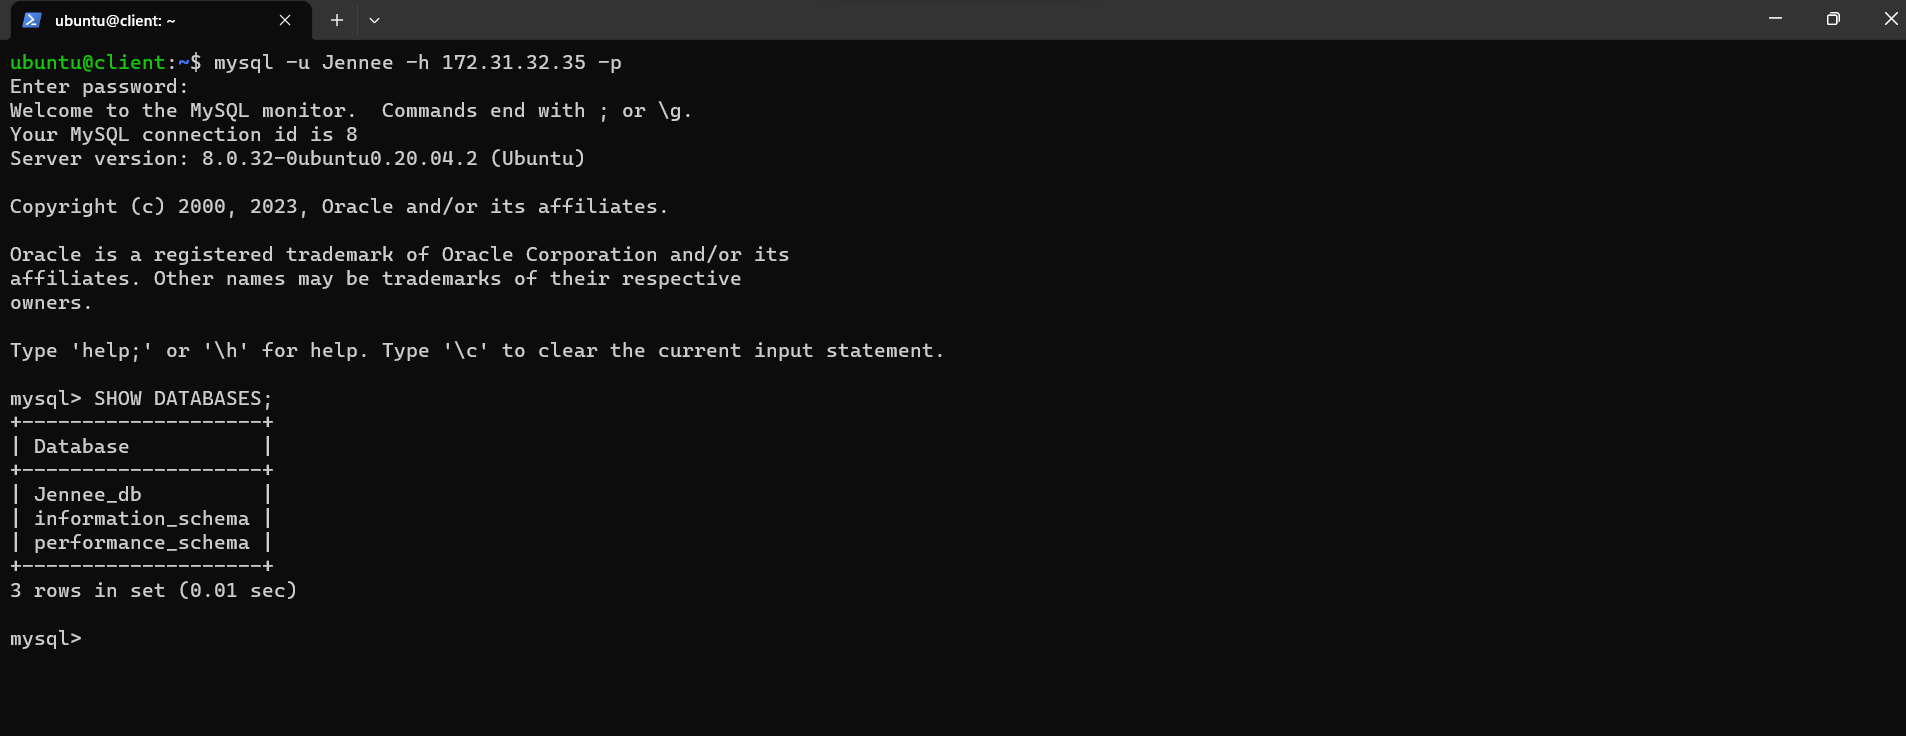 ubuntu@client: ~
ubuntu@client:~$ mysql -u Jennee -h 172.31.32.35 -p
Enter password:
Welcome to the MySQL monitor.  Commands end with ; or \g.
Your MySQL connection id is 8
Server version: 8.0.32-0ubuntu0.20.04.2 (Ubuntu)
Copyright (c) 2000, 2023, Oracle and/or its affiliates.
Oracle is a registered trademark of Oracle Corporation and/or its
affiliates. Other names may be trademarks of their respective
owners.
Type 'help;' or '\h' for help. Type '\c' to clear the current input statement.
mysql> SHOW DATABASES;
+--------------------+
| Database           |
+--------------------+
| Jennee_db          |
| information_schema |
| performance_schema |
+--------------------+
3 rows in set (0.01 sec)
mysql>